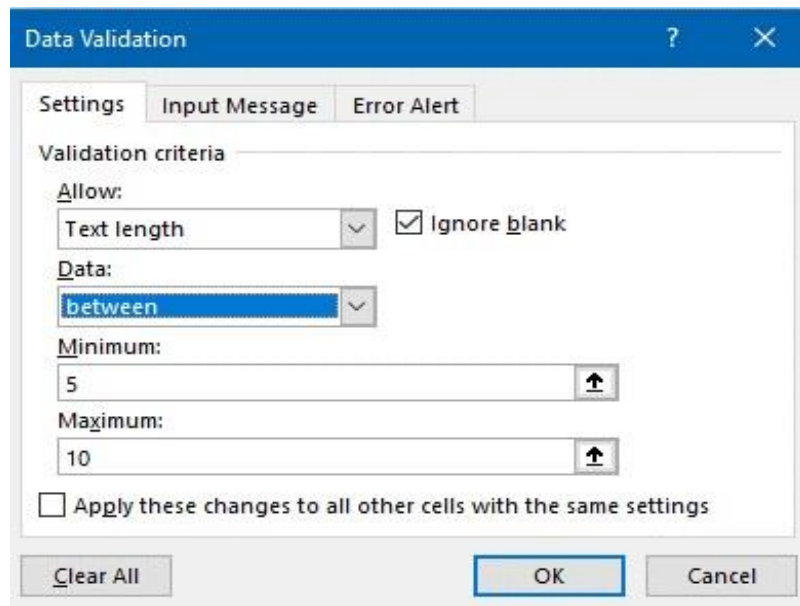 Data Validation ? ×
Settings Input Message Error Alert
Validation criteria
Allow:
Text length Ignore blank
Data:
between
Minimum:
5
Maximum:
10
Apply these changes to all other cells with the same settings
Clear All OK Cancel